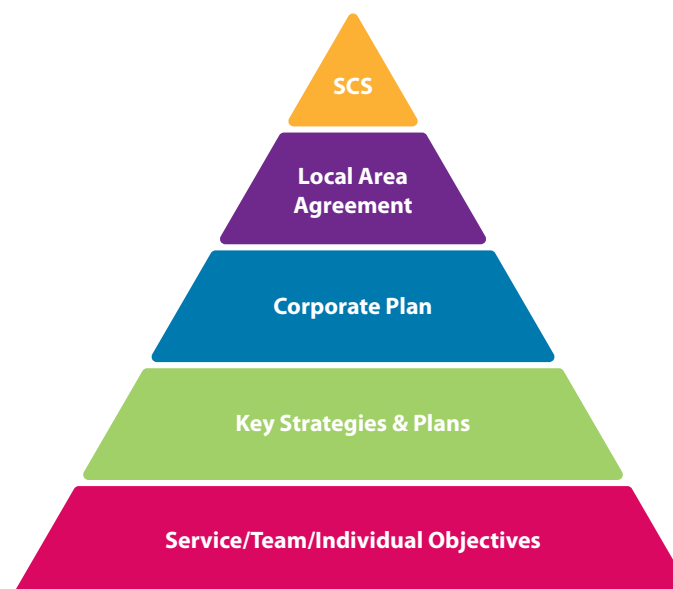 SCS
Local Area
Agreement
Corporate Plan
Key Strategies & Plans
Service/Team/Individual Objectives